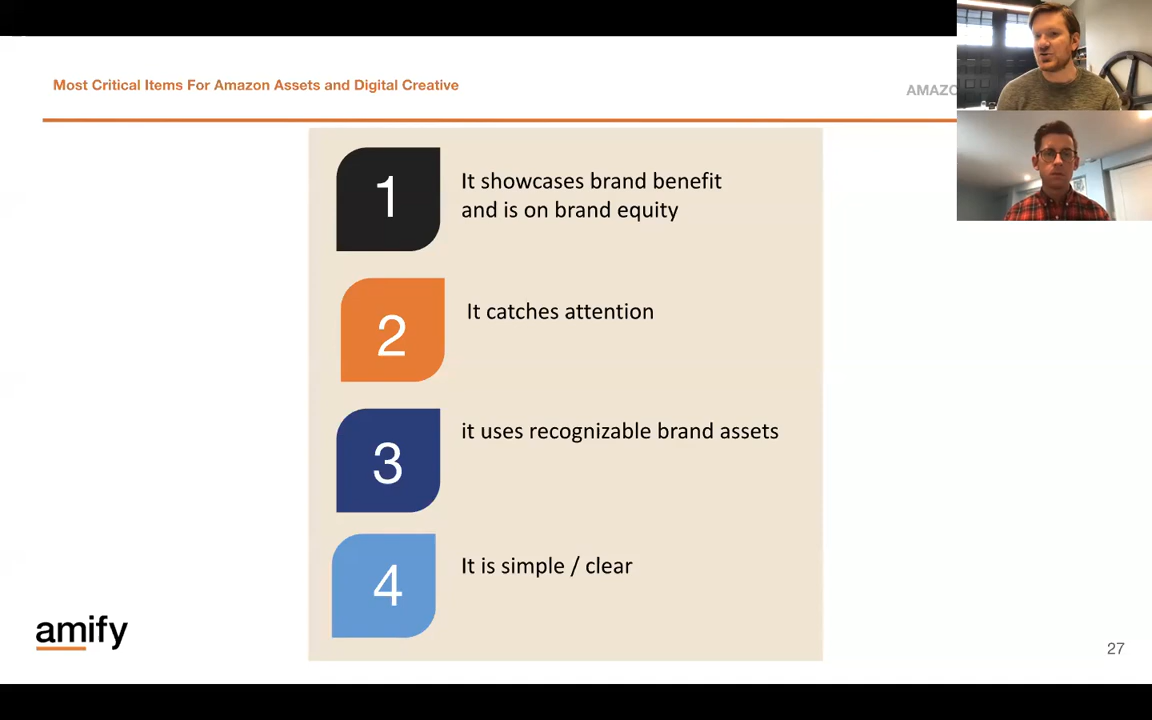 Most Critical Items For Amazon Assets and Digital Creative
1
It showcases brand benefit
and is on brand equity
2
It catches attention
3
it uses recognizable brand assets
4
It is simple / clear
amify
27